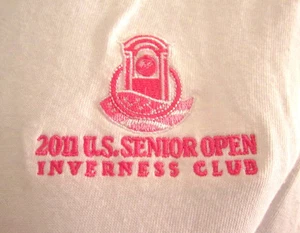 2011 U.S. SENIOR OPEN
INVERNESS CLUB